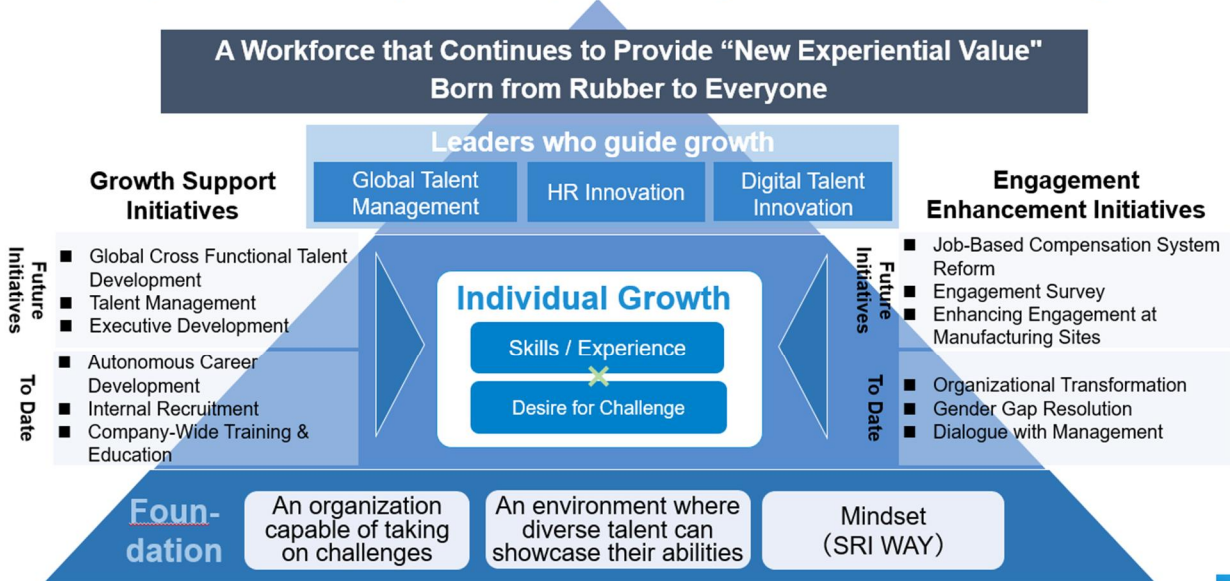 A Workforce that Continues to Provide “New Experiential Value"
Born from Rubber to Everyone
Leaders who guide growth
Global Talent
Management
HR Innovation
Digital Talent
Innovation
Growth Support
Initiatives
Future
Initiatives
■ Global Cross Functional Talent
Development
■ Talent Management
■ Executive Development
To Date
■ Autonomous Career
Development
■ Internal Recruitment
■ Company-Wide Training &
Education
Individual Growth
Skills / Experience
×
Desire for Challenge
Engagement
Enhancement Initiatives
Future
Initiatives
■ Job-Based Compensation System
Reform
■ Engagement Survey
■ Enhancing Engagement at
Manufacturing Sites
To Date
■ Organizational Transformation
■ Gender Gap Resolution
■ Dialogue with Management
Foun-
dation
An organization
capable of taking
on challenges
An environment where
diverse talent can
showcase their abilities
Mindset
（SRI WAY）